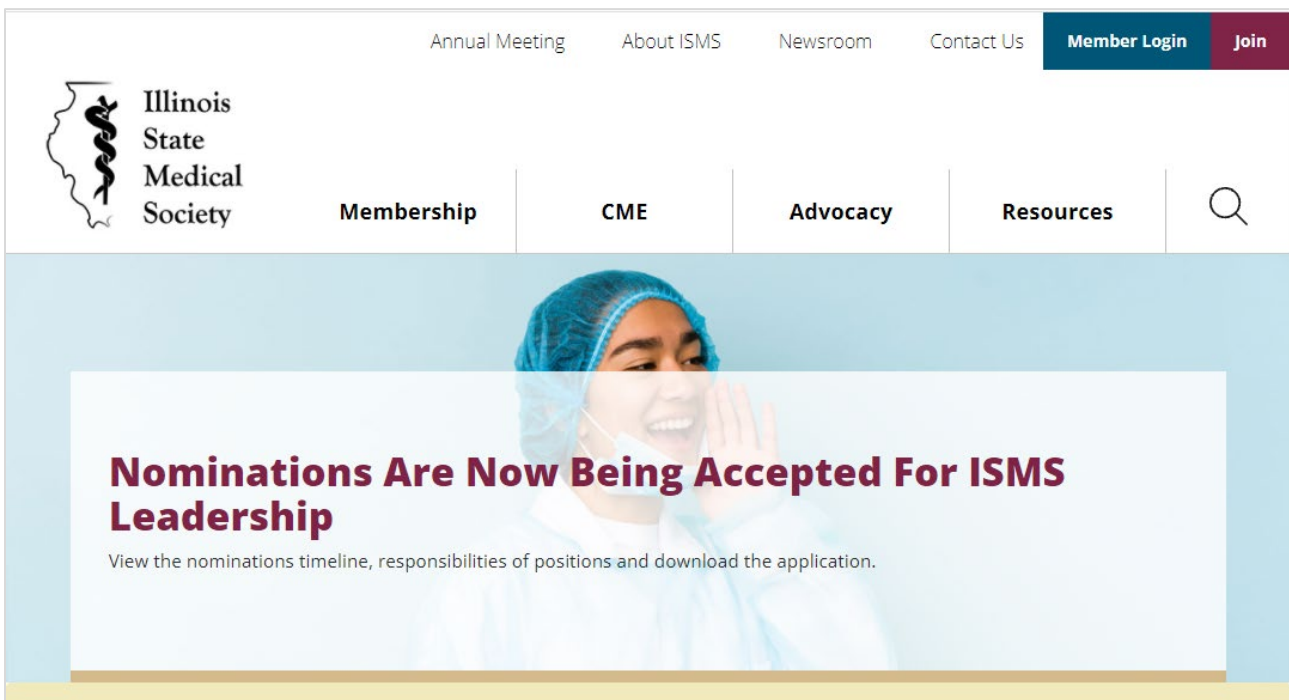 Annual Meeting About ISMS Newsroom Contact Us Member Login Join
Illinois
State
Medical
Society
Membership CME Advocacy Resources
Nominations Are Now Being Accepted For ISMS
Leadership
View the nominations timeline, responsibilities of positions and download the application.